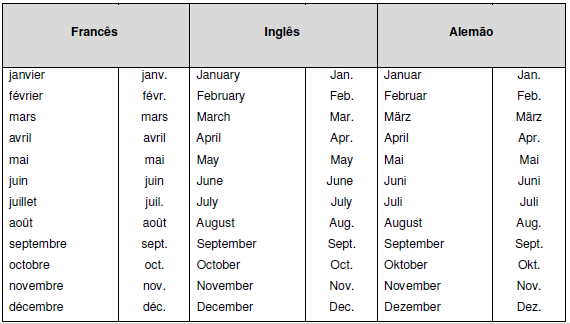 Francês Inglês Alemão
janvier janv. January Jan. Januar Jan.
février févr. February Feb. Februar Feb.
mars mars March Mar. März März
avril avril April Apr. April Apr.
mai mai May May Mai Mai
juin juin June June Juni Juni
juillet juil. July July Juli Juli
août août August Aug. August Aug.
septembre sept. September Sept. September Sept.
octobre oct. October Oct. Oktober Okt.
novembre nov. November Nov. November Nov.
décembre déc. December Dec. Dezember Dez.